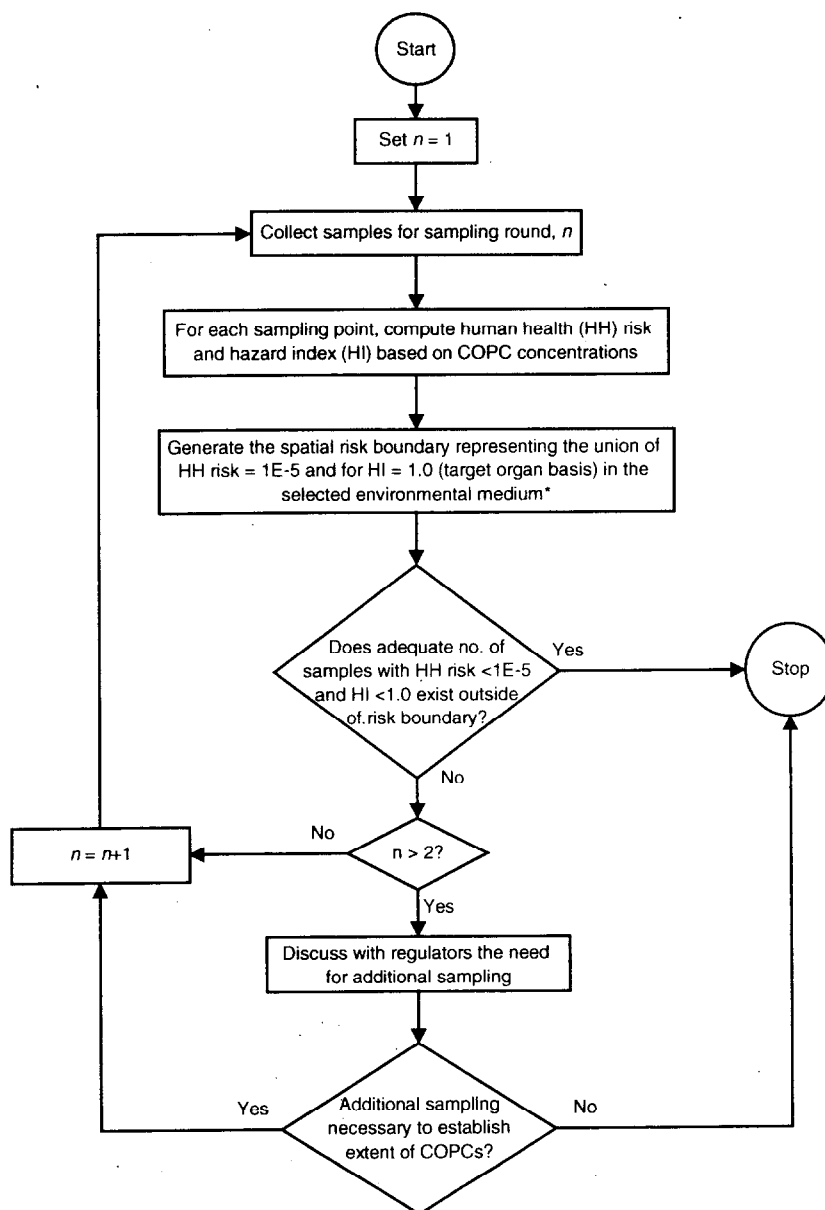 Start
Set n = 1
Collect samples for sampling round, n
For each sampling point, compute human health (HH) risk
and hazard index (HI) based on COPC concentrations
Generate the spatial risk boundary representing the union of
HH risk = 1E-5 and for HI = 1.0 (target organ basis) in the
selected environmental medium*
Does adequate no. of
samples with HH risk <1E-5
and HI <1.0 exist outside
of risk boundary?
Yes
Stop
No
n > 2?
No
n = n+1
Yes
Discuss with regulators the need
for additional sampling
Additional sampling
necessary to establish
extent of COPCs?
Yes
No